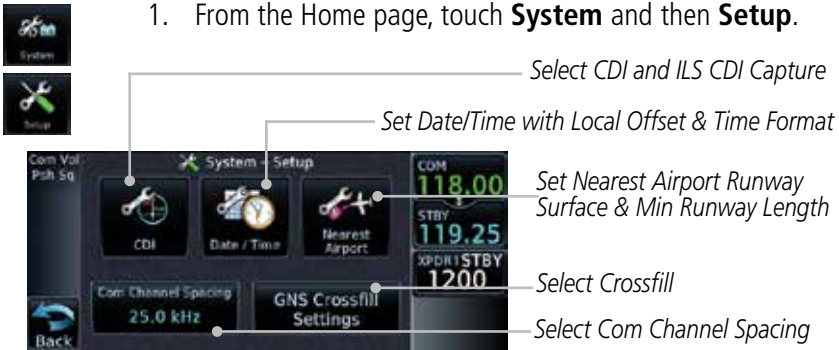 1. From the Home page, touch System and then Setup.
System
Setup
Select CDI and ILS CDI Capture
Set Date/Time with Local Offset & Time Format
Com Vol
Psh Sq
System - Setup
COM
118.00
STBY
119.25
XPDR1 STBY
1200
CDI
Date / Time
Nearest
Airport
Set Nearest Airport Runway
Surface & Min Runway Length
Com Channel Spacing
25.0 kHz
GNS Crossfill
Settings
Select Crossfill
Select Com Channel Spacing
Back